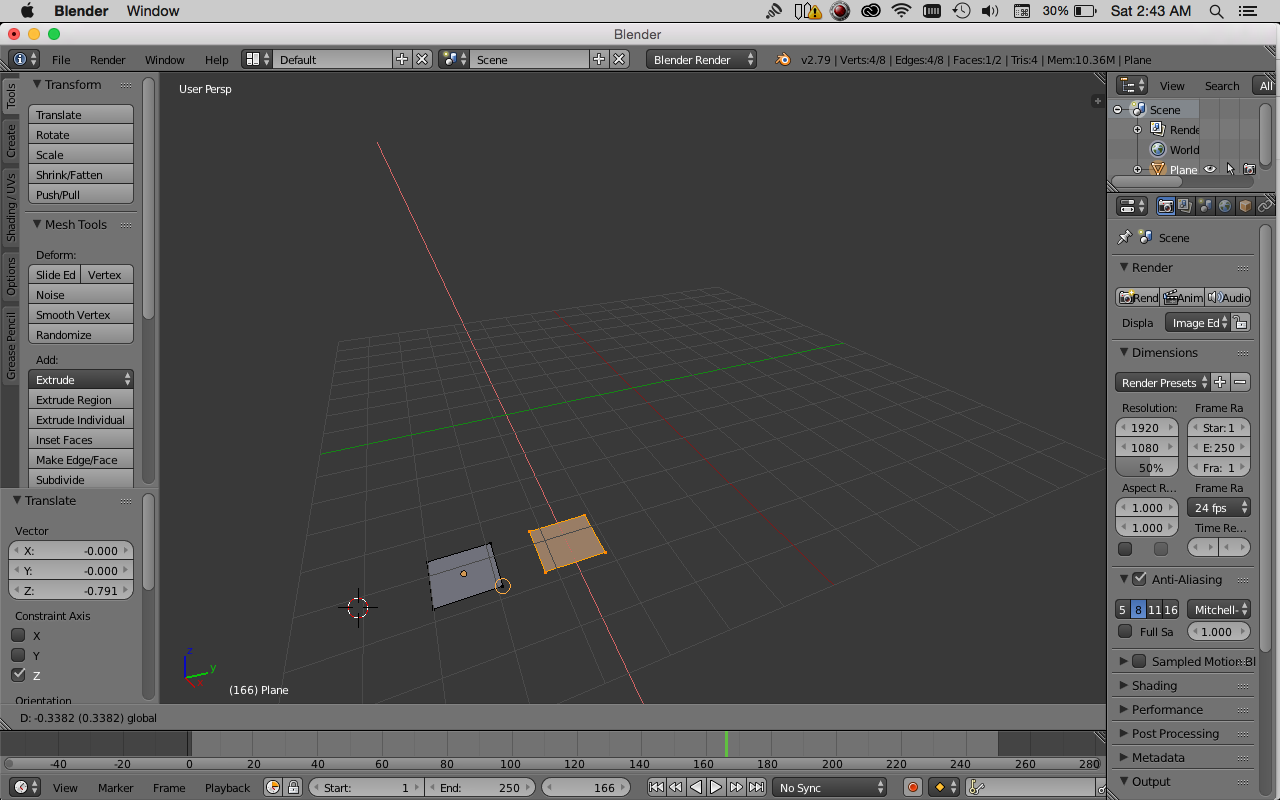 Blender Window 30% Sat 2:43 AM
Blender
File Render Window Help Default Scene Blender Render v2.79 | Verts:4/8 | Edges:4/8 | Faces:1/2 | Tris:4 | Mem:10.36M | Plane
Tools
Create
Shading / UVs
Options
Grease Pencil
Transform
Translate
Rotate
Scale
Shrink/Fatten
Push/Pull
Mesh Tools
Deform:
Slide Ed Vertex
Noise
Smooth Vertex
Randomize
Add:
Extrude
Extrude Region
Extrude Individual
Inset Faces
Make Edge/Face
Subdivide
Translate
Vector
X: -0.000
Y: -0.000
Z: -0.791
Constraint Axis
X
Y
Z
Orientation
User Persp
z
y
(166) Plane
D: -0.3382 (0.3382) global
View Search All
Scene
Rende
World
Plane
Scene
Render
Rend Anim Audio
Displa Image Ed
Dimensions
Render Presets
Resolution: Frame Ra
1920 Star: 1
1080 E: 250
50% Fra: 1
Aspect R... Frame Ra
1.000 24 fps
1.000 Time Re...
Anti-Aliasing
5 8 11 16 Mitchell-
Full Sa 1.000
Sampled Motion Bl
Shading
Performance
Post Processing
Metadata
Output
-40 -20 0 20 40 60 80 100 120 140 160 180 200 220 240 260 280
View Marker Frame Playback Start: 1 End: 250 166 No Sync